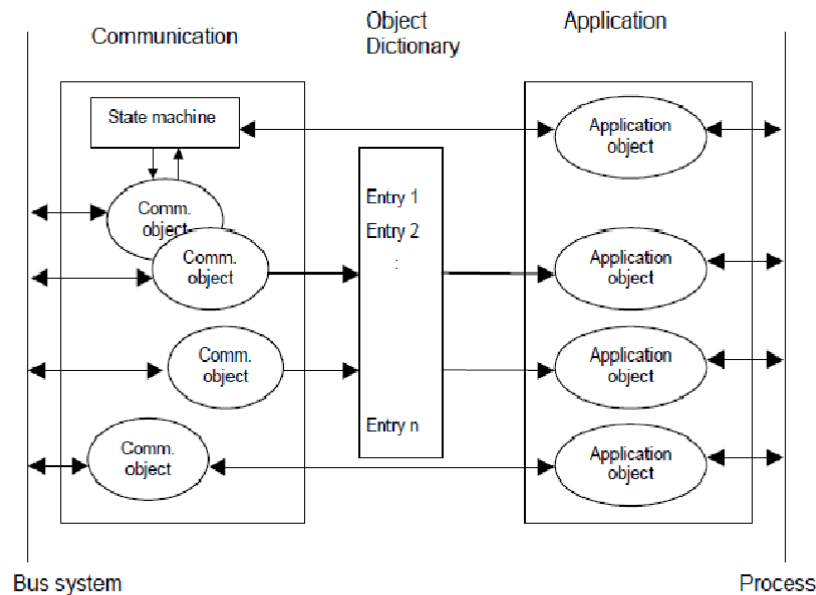 Communication
Object
Dictionary
Application
State machine
Application
object
Entry 1
Comm.
object
Entry 2
Comm.
object
:
Application
object
Comm.
object
Application
object
Entry n
Comm.
object
Application
object
Bus system
Process